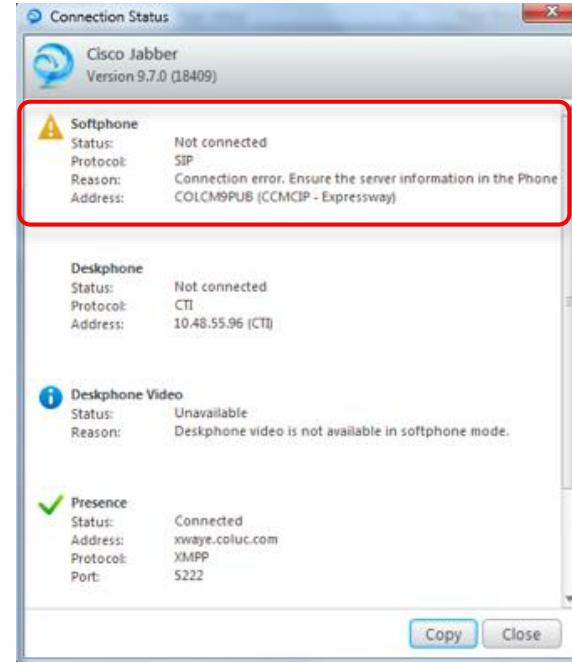 Connection Status
Cisco Jabber
Version 9.7.0 (18409)
Softphone
Status: Not connected
Protocol: SIP
Reason: Connection error. Ensure the server information in the Phone
Address: COLCM9PUB (CCMCIP - Expressway)
Deskphone
Status: Not connected
Protocol: CTI
Address: 10.48.55.96 (CTI)
Deskphone Video
Status: Unavailable
Reason: Deskphone video is not available in softphone mode.
Presence
Status: Connected
Address: xwaye.coluc.com
Protocol: XMPP
Port: 5222
Copy Close